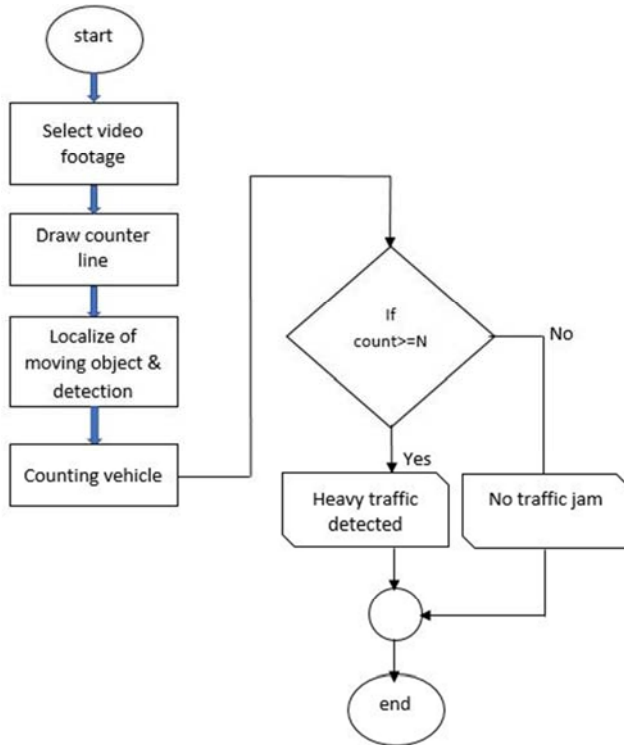 start
Select video
footage
Draw counter
line
Localize of
moving object &
detection
Counting vehicle
If
count>=N
No
Yes
Heavy traffic
detected
No traffic jam
end